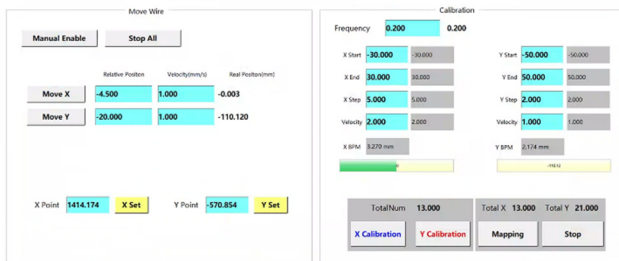 Move Wire
Manual Enable Stop All
Relative Positon Velocity(mm/s) Real Positon(mm)
Move X -4.500 1.000 -0.003
Move Y -20.000 1.000 -110.120
X Point 1414.174 X Set Y Point -570.854 Y Set
Calibration
Frequency 0.200 0.200
X Start -30.000 -30.000 Y Start -50.000 -50.000
X End 30.000 30.000 Y End 50.000 50.000
X Step 5.000 5.000 Y Step 2.000 2.000
Velocity 2.000 2.000 Velocity 1.000 1.000
X BPM 3.270 mm Y BPM 2.174 mm
TotalNum 13.000 Total X 13.000 Total Y 21.000
X Calibration Y Calibration Mapping Stop